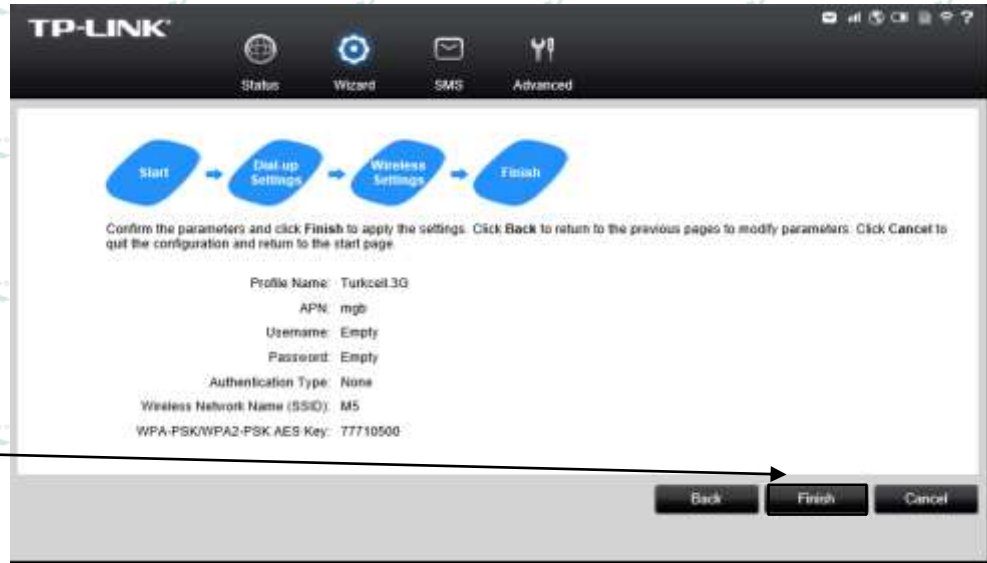 TP-LINK
Status Wizard SMS Advanced
Start Dial-up Settings Wireless Settings Finish
Confirm the parameters and click Finish to apply the settings. Click Back to return to the previous pages to modify parameters. Click Cancel to
quit the configuration and return to the start page.
Profile Name: Turkcell.3G
APN: mgb
Username: Empty
Password: Empty
Authentication Type: None
Wireless Network Name (SSID): M5
WPA-PSK/WPA2-PSK AES Key: 77710500
Back Finish Cancel